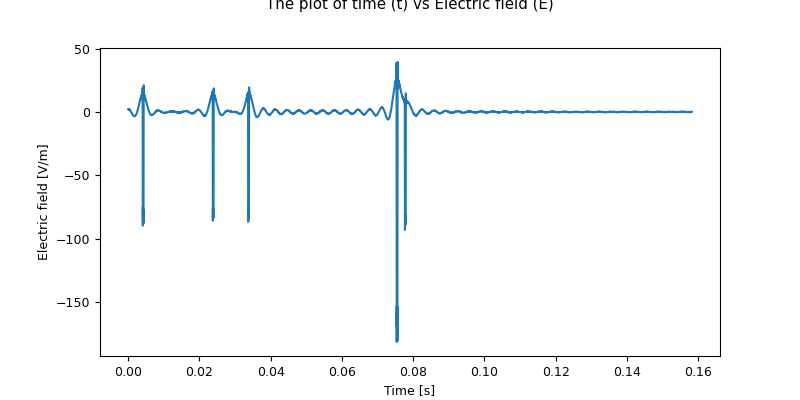 The plot of time (t) vs Electric field (E)
50
0
−50
−100
−150
Electric field [V/m]
0.00 0.02 0.04 0.06 0.08 0.10 0.12 0.14 0.16
Time [s]